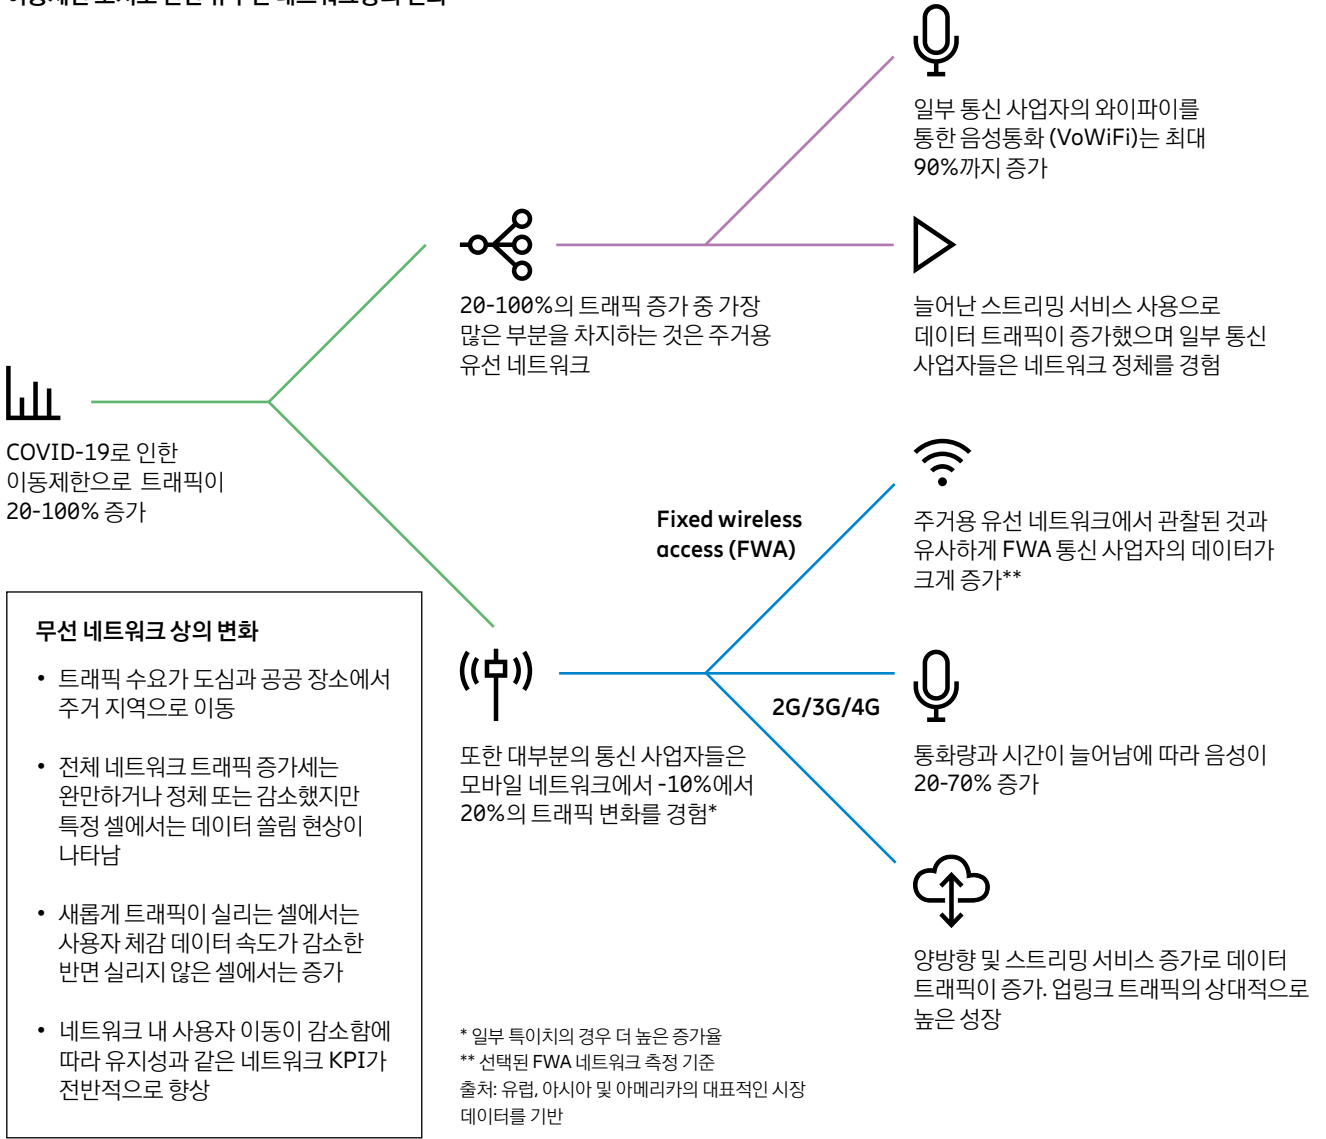 COVID-19로 인한
이동제한으로 트래픽이
20-100% 증가
20-100%의 트래픽 증가 중 가장
많은 부분을 차지하는 것은 주거용
유선 네트워크
일부 통신 사업자의 와이파이를
통한 음성통화 (VoWiFi)는 최대
90%까지 증가
늘어난 스트리밍 서비스 사용으로
데이터 트래픽이 증가했으며 일부 통신
사업자들은 네트워크 정체를 경험
또한 대부분의 통신 사업자들은
모바일 네트워크에서 -10%에서
20%의 트래픽 변화를 경험*
Fixed wireless
access (FWA)
주거용 유선 네트워크에서 관찰된 것과
유사하게 FWA 통신 사업자의 데이터가
크게 증가**
2G/3G/4G
통화량과 시간이 늘어남에 따라 음성이
20-70% 증가
양방향 및 스트리밍 서비스 증가로 데이터
트래픽이 증가. 업링크 트래픽의 상대적으로
높은 성장
무선 네트워크 상의 변화
• 트래픽 수요가 도심과 공공 장소에서
주거 지역으로 이동
• 전체 네트워크 트래픽 증가세는
완만하거나 정체 또는 감소했지만
특정 셀에서는 데이터 쏠림 현상이
나타남
• 새롭게 트래픽이 실리는 셀에서는
사용자 체감 데이터 속도가 감소한
반면 실리지 않은 셀에서는 증가
• 네트워크 내 사용자 이동이 감소함에
따라 유지성과 같은 네트워크 KPI가
전반적으로 향상
* 일부 특이치의 경우 더 높은 증가율
** 선택된 FWA 네트워크 측정 기준
출처: 유럽, 아시아 및 아메리카의 대표적인 시장
데이터를 기반